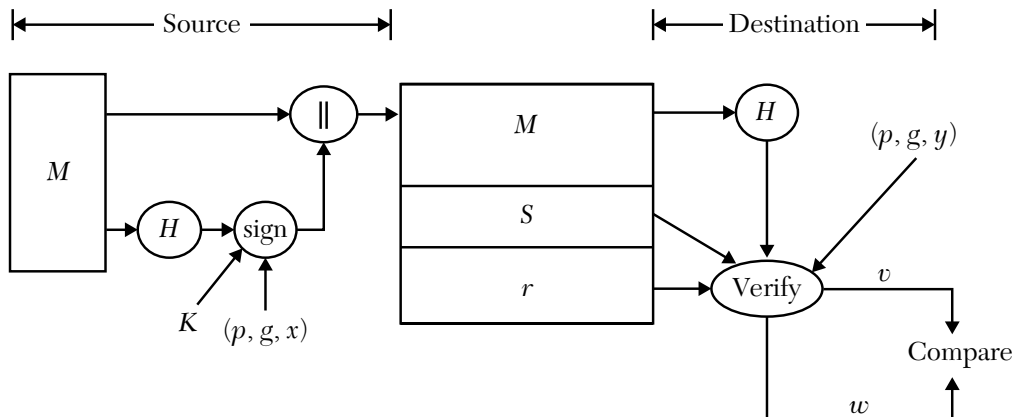 Source
Destination
M
||
M
H
(p, g, y)
H
sign
S
K
(p, g, x)
r
Verify
v
Compare
w